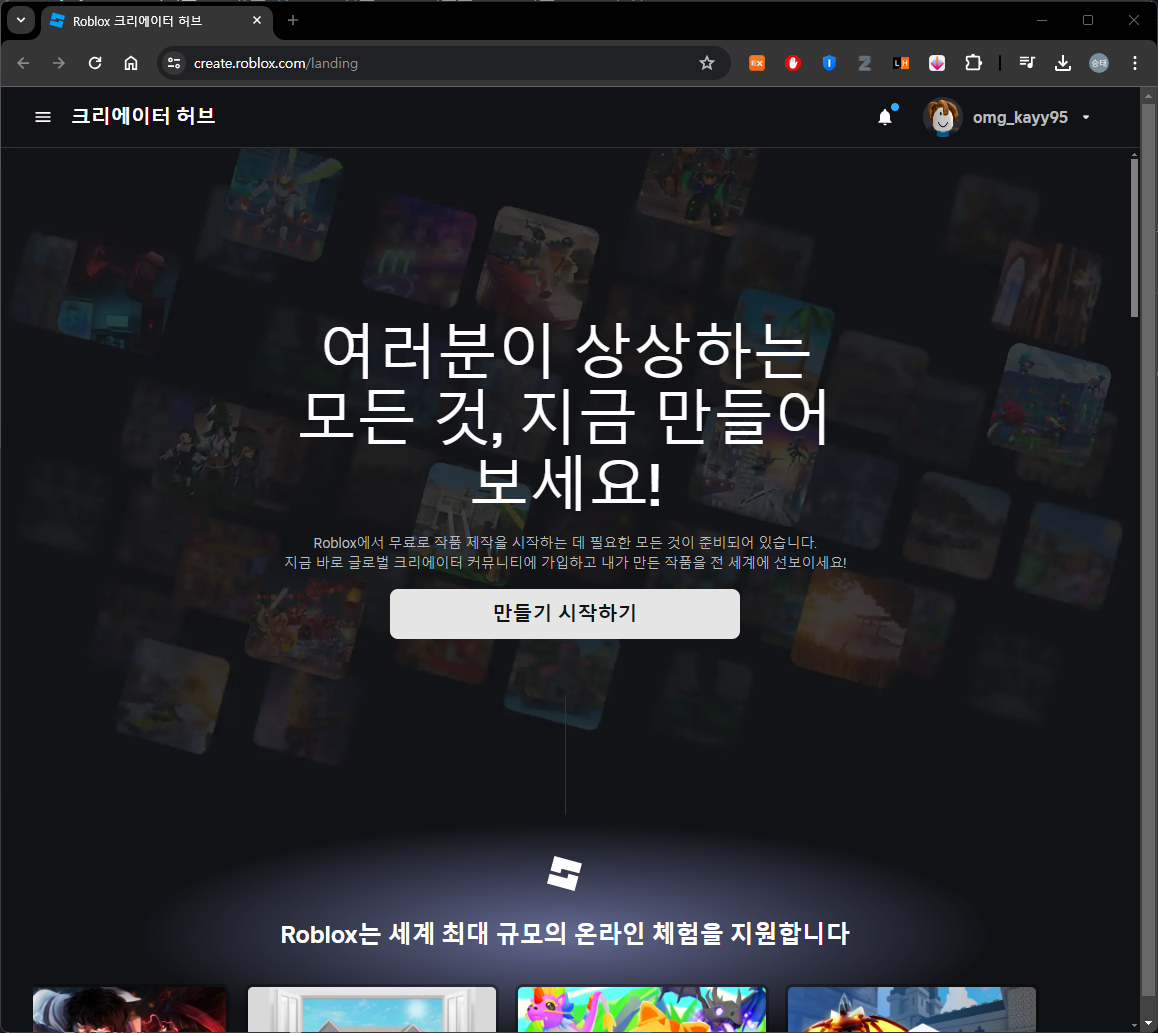 Roblox 크리에이터 허브
create.roblox.com/landing
EX
LH
승태
크리에이터 허브
omg_kayy95
여러분이 상상하는
모든 것, 지금 만들어
보세요!
Roblox에서 무료로 작품 제작을 시작하는 데 필요한 모든 것이 준비되어 있습니다.
지금 바로 글로벌 크리에이터 커뮤니티에 가입하고 내가 만든 작품을 전 세계에 선보이세요!
만들기 시작하기
Roblox는 세계 최대 규모의 온라인 체험을 지원합니다